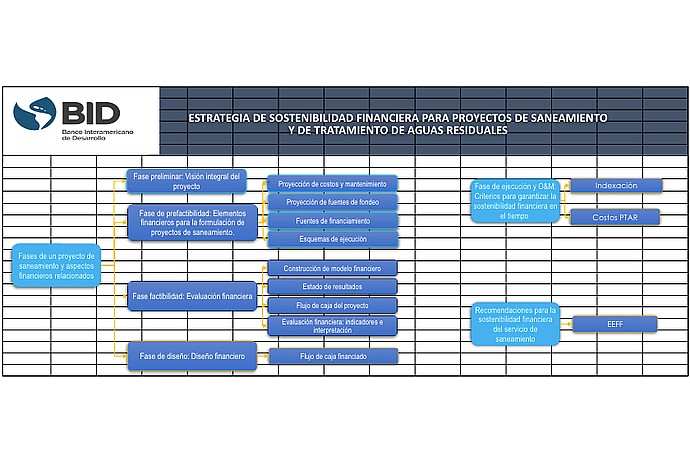 BID
Banco Interamericano
de Desarrollo
ESTRATEGIA DE SOSTENIBILIDAD FINANCIERA PARA PROYECTOS DE SANEAMIENTO
Y DE TRATAMIENTO DE AGUAS RESIDUALES
Fases de un proyecto de
saneamiento y aspectos
financieros relacionados
Fase preliminar: Visión integral del
proyecto
Fase de prefactibilidad: Elementos
financieros para la formulación de
proyectos de saneamiento.
Proyección de costos y mantenimiento
Proyección de fuentes de fondeo
Fuentes de financiamiento
Esquemas de ejecución
Fase factibilidad: Evaluación financiera
Construcción de modelo financiero
Estado de resultados
Flujo de caja del proyecto
Evaluación financiera: indicadores e
interpretación
Fase de diseño: Diseño financiero
Flujo de caja financiado
Fase de ejecución y O&M:
Criterios para garantizar la
sostenibilidad financiera en
el tiempo
Indexación
Costos PTAR
Recomendaciones para la
sostenibilidad financiera
del servicio de
saneamiento
EEFF